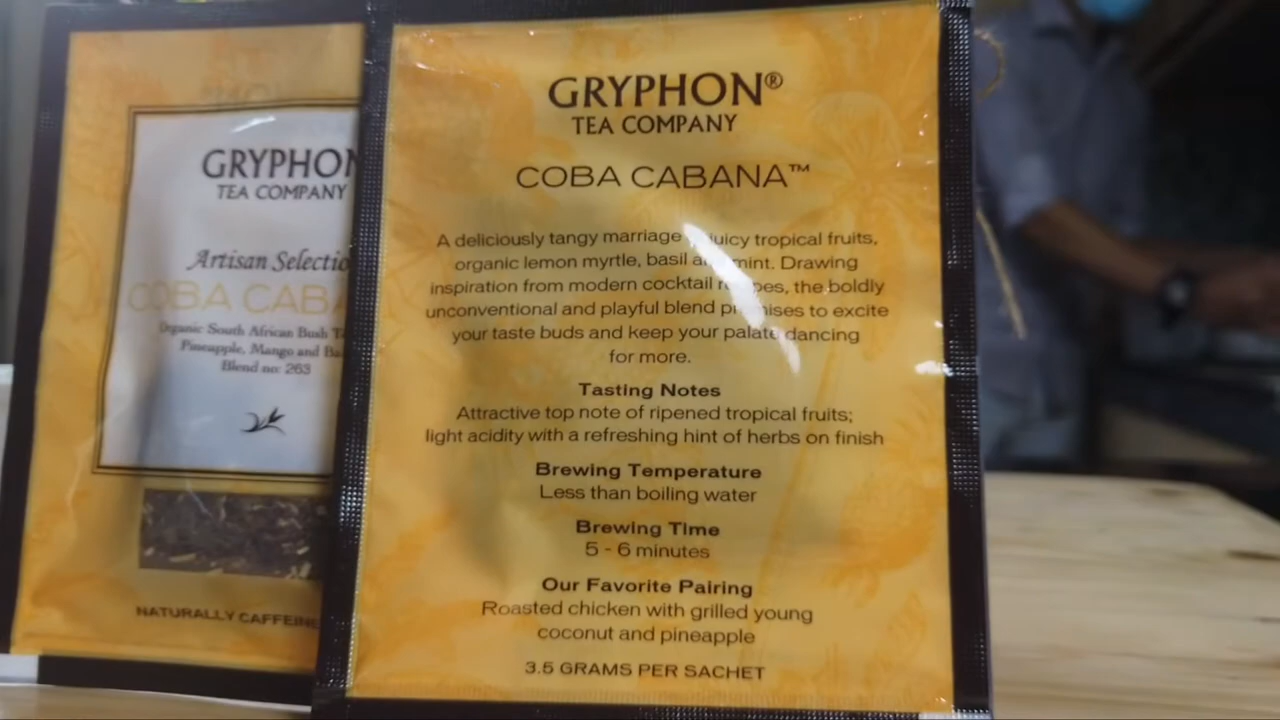 GRYPHON
TEA COMPANY
Artisan Selectio
COBA CABA
Organic South African Bush T
Pineapple, Mango and Ba
Blend no: 263
NATURALLY CAFFEINE
GRYPHON®
TEA COMPANY
COBA CABANA™
A deliciously tangy marriage juicy tropical fruits,
organic lemon myrtle, basil and mint. Drawing
inspiration from modern cocktail recipes, the boldly
unconventional and playful blend promises to excite
your taste buds and keep your palate dancing
for more.
Tasting Notes
Attractive top note of ripened tropical fruits;
light acidity with a refreshing hint of herbs on finish
Brewing Temperature
Less than boiling water
Brewing Time
5 - 6 minutes
Our Favorite Pairing
Roasted chicken with grilled young
coconut and pineapple
3.5 GRAMS PER SACHET